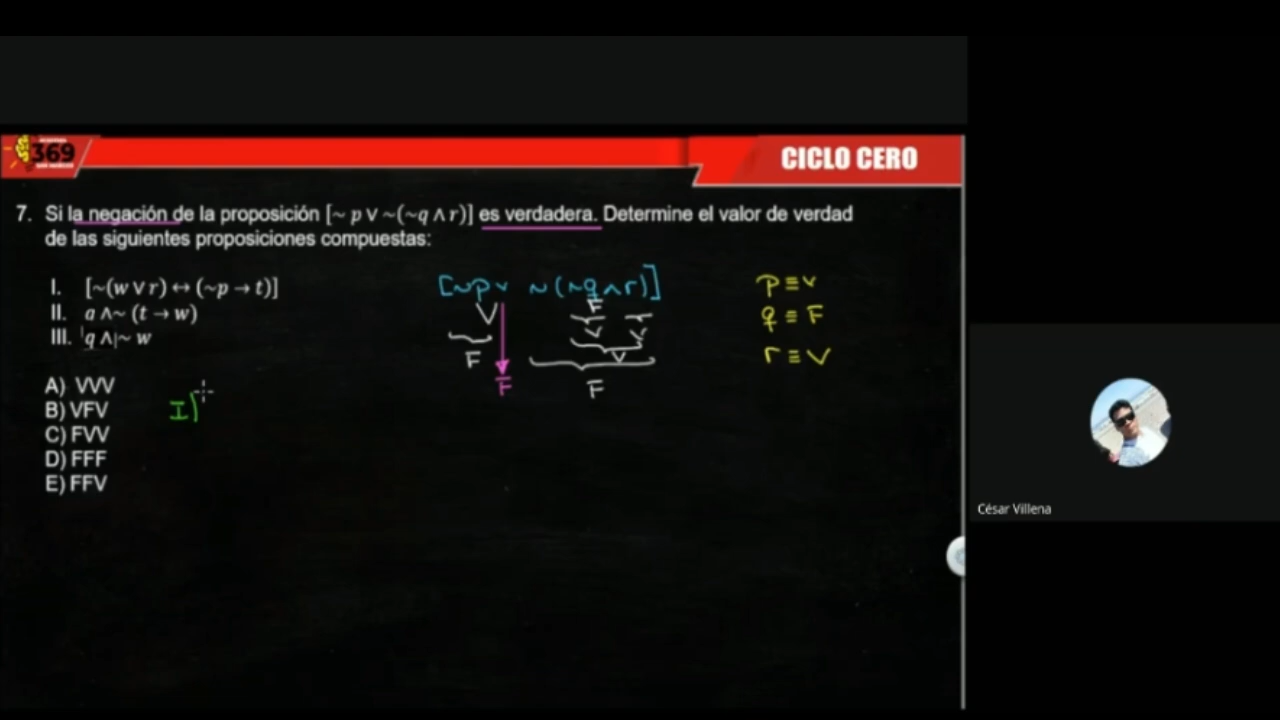 369
CICLO CERO
7. Si la negación de la proposición [~ p ∨ ~(~q ∧ r)] es verdadera. Determine el valor de verdad
de las siguientes proposiciones compuestas:
I. [~(w ∨ r) ↔ (~p → t)]
II. q ∧~ (t → w)
III. q ∧ ~ w
A) VVV
B) VFV
C) FVV
D) FFF
E) FFV
I)
[~p ∨ ~(~q ∧ r)]
V F
V V
F V
F F
p ≡ V
q ≡ F
r ≡ V
César Villena